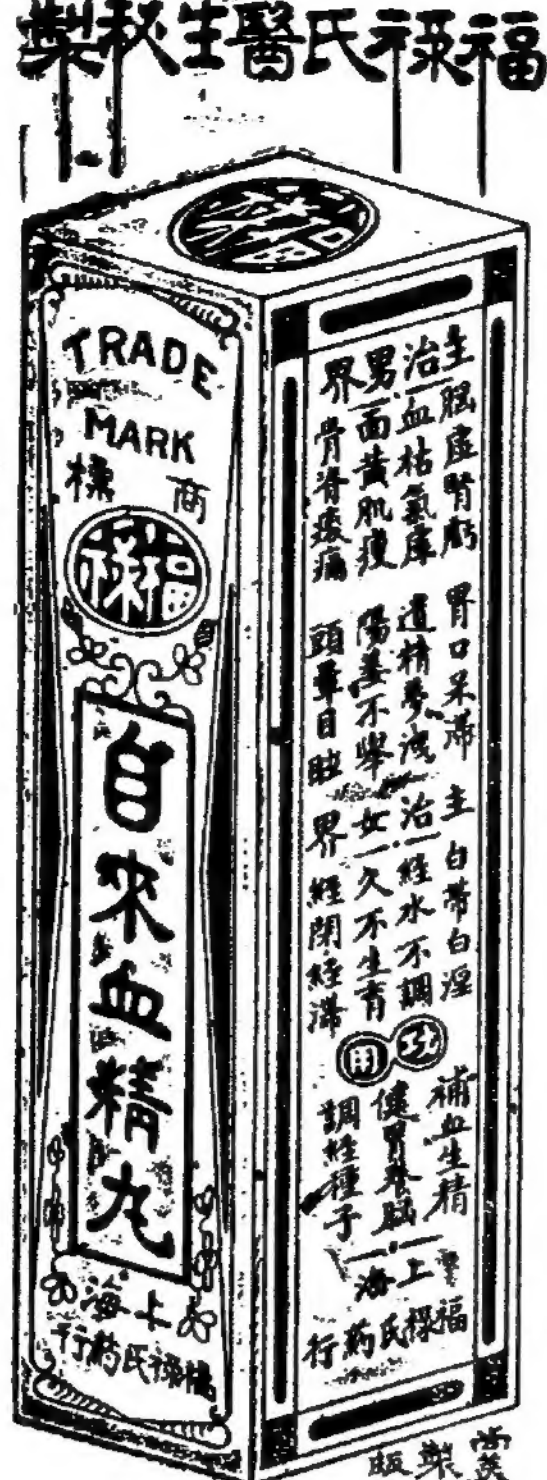 福祿氏醫生秘製
福祿
TRADE
MARK
商標
福祿
自來血精丸
上海
福祿氏藥行
主治男界
腦虛腎虧
血枯氣虛
面黃肌瘦
骨脊痠痛
胃口呆滯
遺精夢洩
陽萎不舉
頭暈目眩
主治女界
白帶白淫
經水不調
久不生育
經閉經滯
功用
補血生精
健胃養腦
調經種子
上海
福祿氏葯行